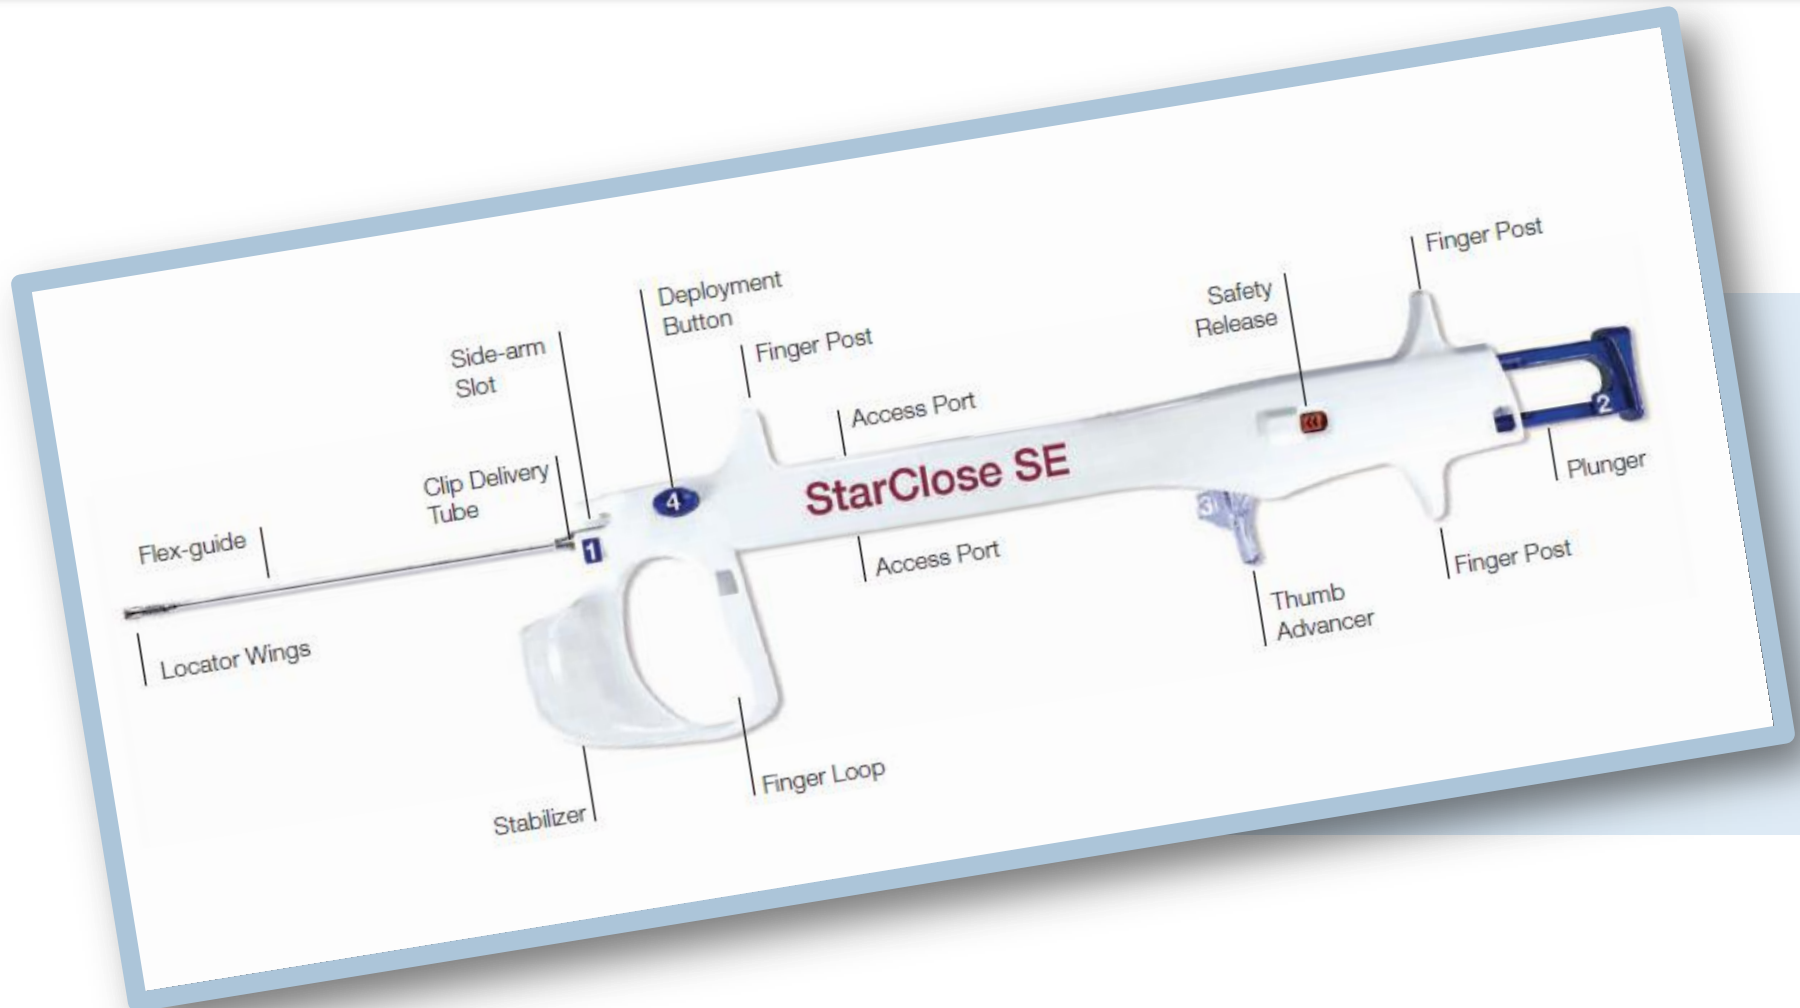 Finger Post
Deployment
Button
Safety
Release
Side-arm
Slot
Finger Post
Access Port
StarClose SE
Clip Delivery
Tube
4
2
Plunger
3
Flex-guide
1
Access Port
Finger Post
Thumb
Advancer
Locator Wings
Finger Loop
Stabilizer